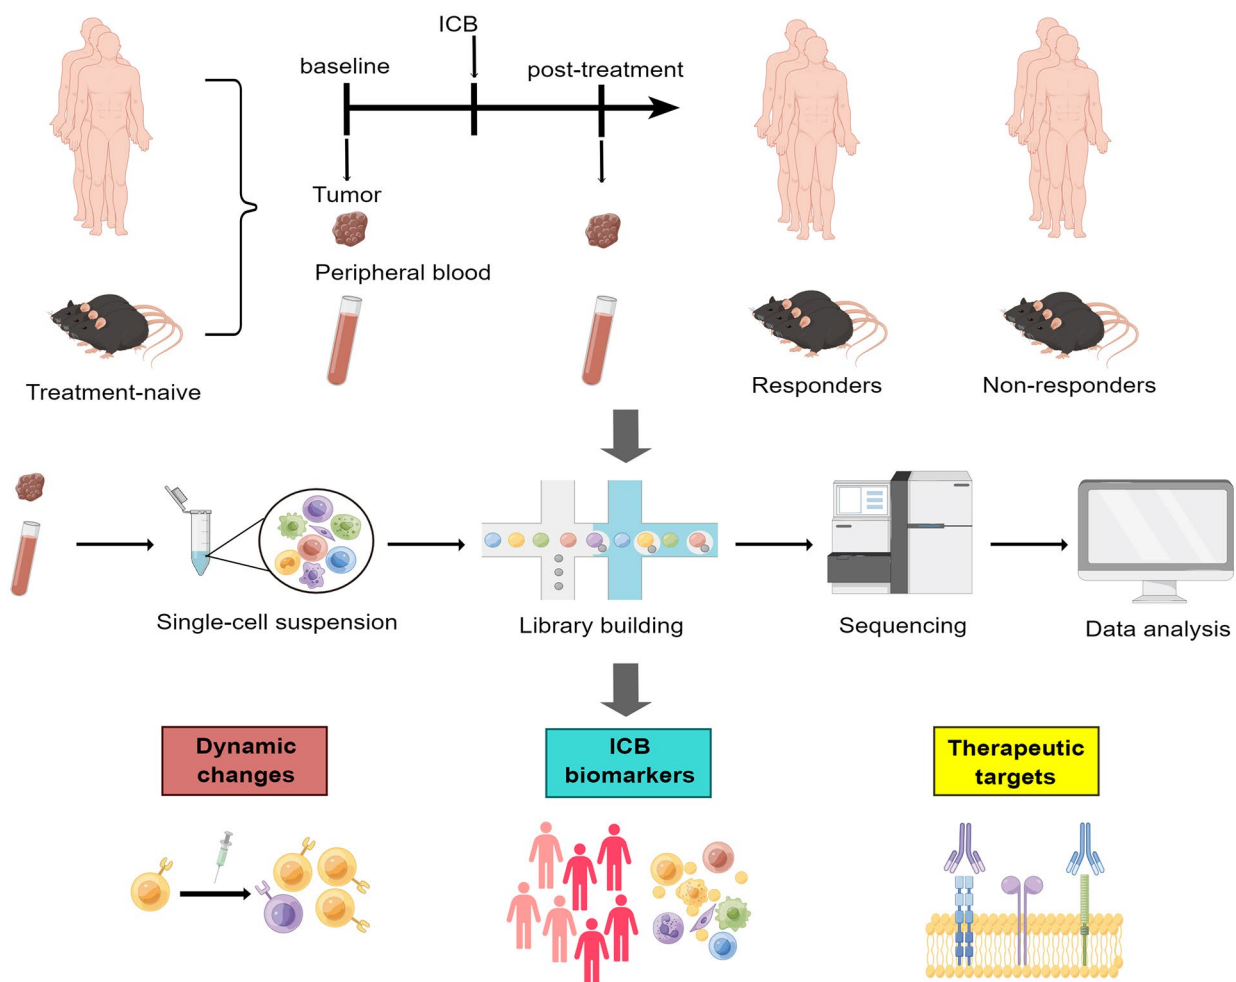 ICB
baseline
post-treatment
Tumor
Peripheral blood
Treatment-naive
Responders
Non-responders
Single-cell suspension
Library building
Sequencing
Data analysis
Dynamic
changes
ICB
biomarkers
Therapeutic
targets